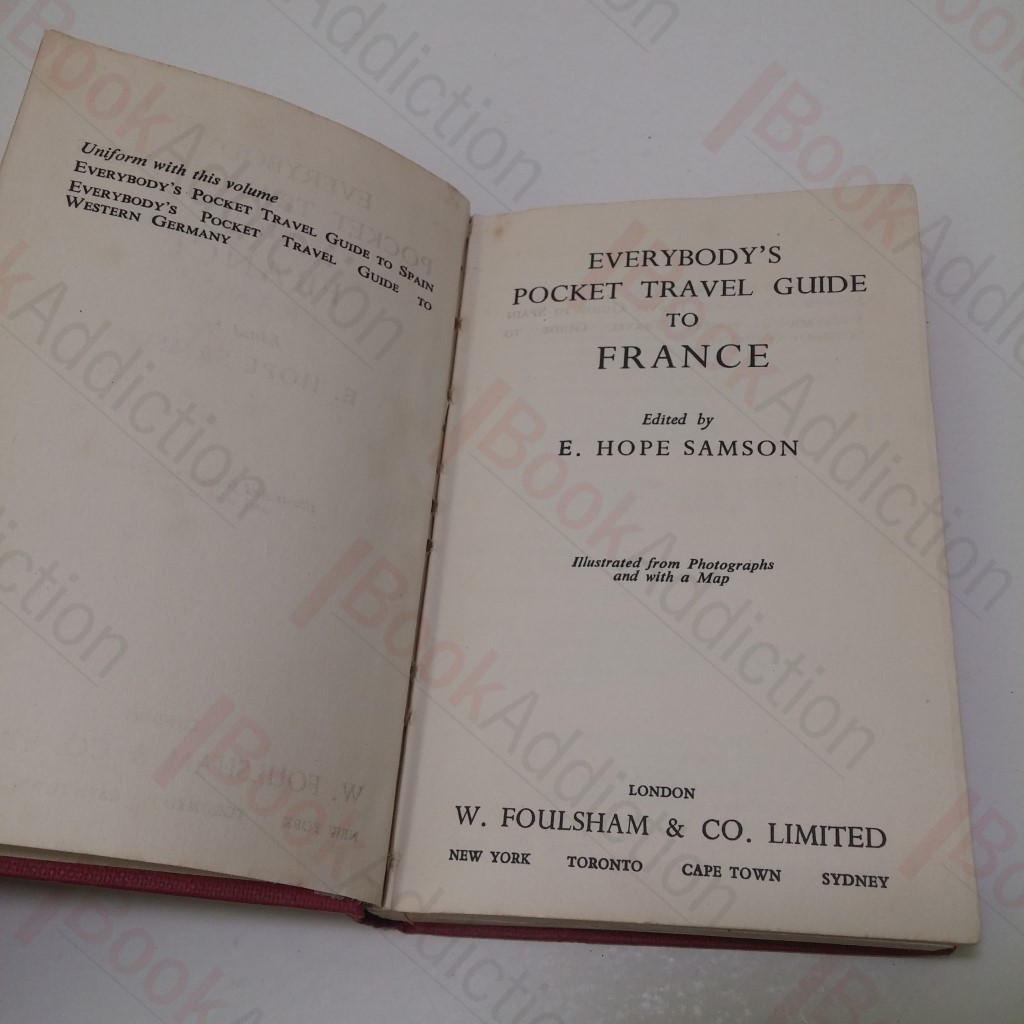 Uniform with this volume
EVERYBODY'S POCKET TRAVEL GUIDE TO SPAIN
EVERYBODY'S POCKET TRAVEL GUIDE TO
WESTERN GERMANY
EVERYBODY'S
POCKET TRAVEL GUIDE
TO
FRANCE
Edited by
E. HOPE SAMSON
Illustrated from Photographs
and with a Map
LONDON
W. FOULSHAM & CO. LIMITED
NEW YORK TORONTO CAPE TOWN SYDNEY
BookAddiction